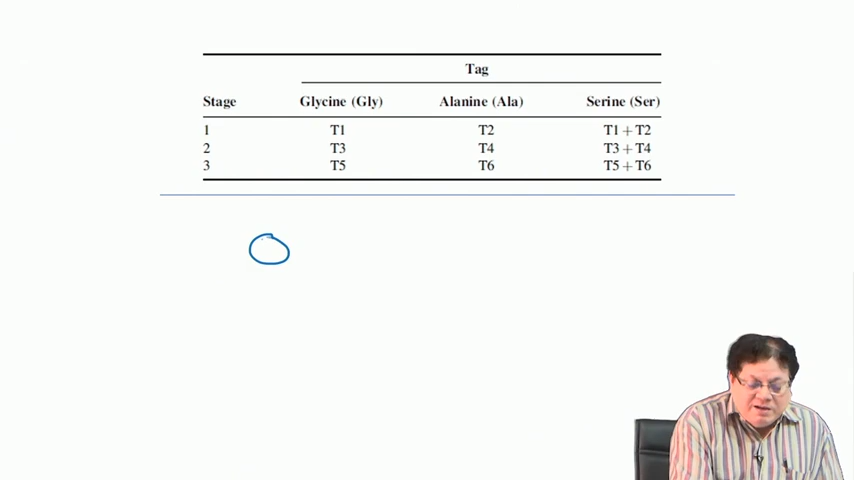 Tag
Stage Glycine (Gly) Alanine (Ala) Serine (Ser)
1 T1 T2 T1 + T2
2 T3 T4 T3 + T4
3 T5 T6 T5 + T6